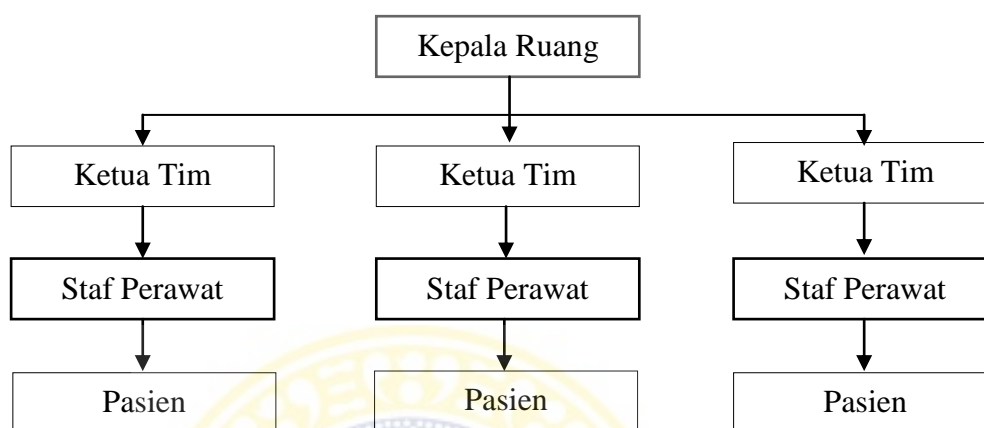 Kepala Ruang
Ketua Tim
Ketua Tim
Ketua Tim
Staf Perawat
Staf Perawat
Staf Perawat
Pasien
Pasien
Pasien